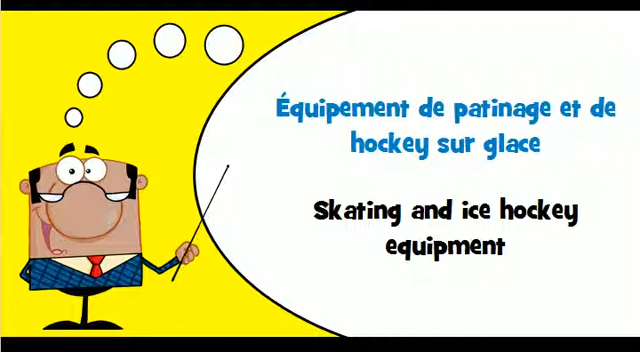 Équipement de patinage et de
hockey sur glace
Skating and ice hockey
equipment